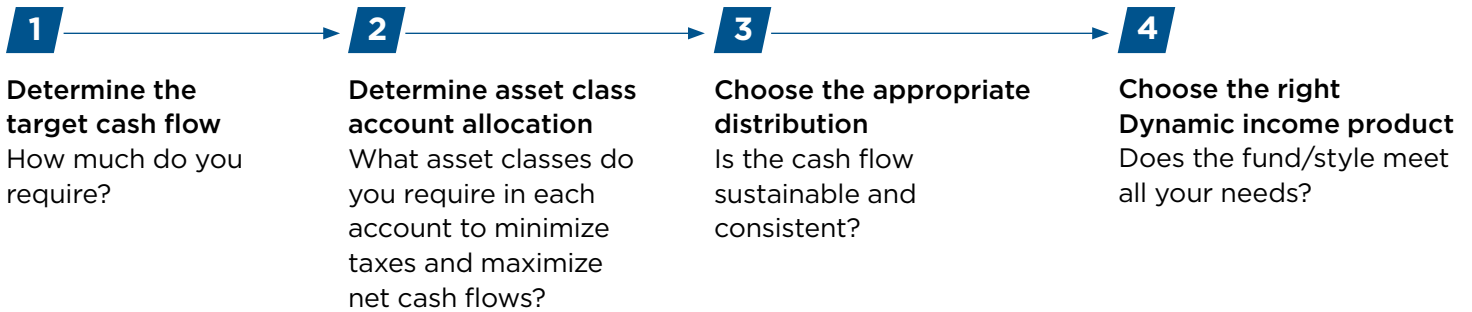 1
Determine the
target cash flow
How much do you
require?
2
Determine asset class
account allocation
What asset classes do
you require in each
account to minimize
taxes and maximize
net cash flows?
3
Choose the appropriate
distribution
Is the cash flow
sustainable and
consistent?
4
Choose the right
Dynamic income product
Does the fund/style meet
all your needs?